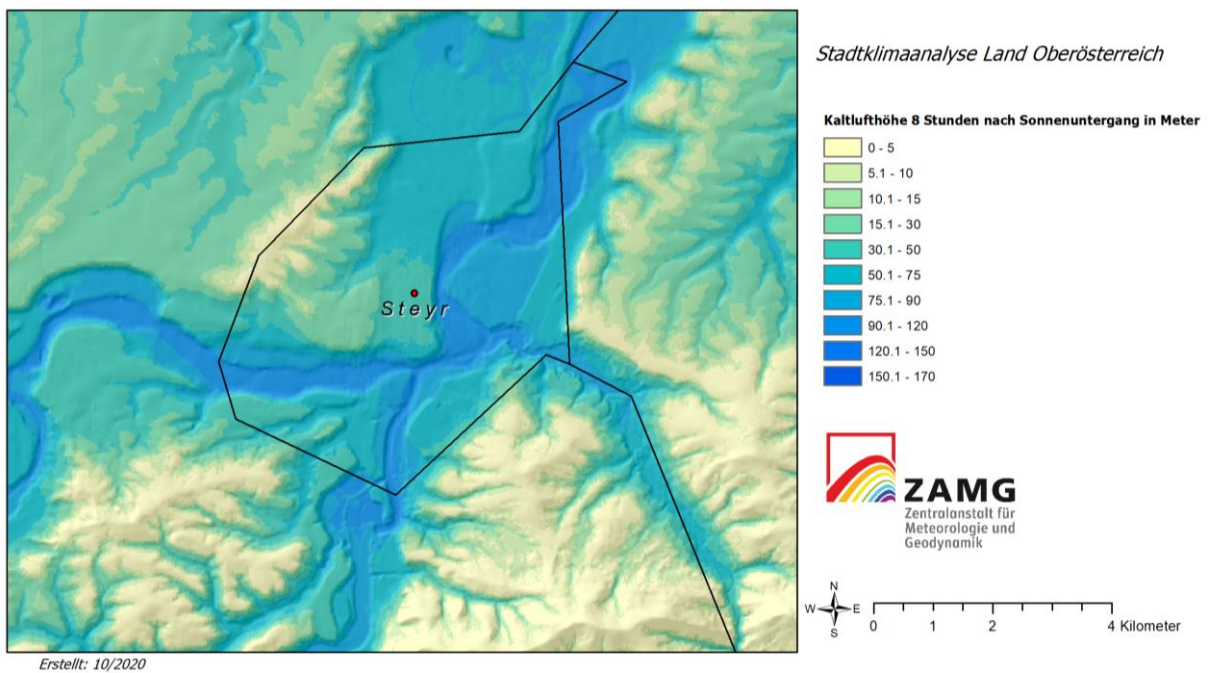 Stadtklimaanalyse Land Oberösterreich
Kaltlufthöhe 8 Stunden nach Sonnenuntergang in Meter
0 - 5
5.1 - 10
10.1 - 15
15.1 - 30
30.1 - 50
50.1 - 75
75.1 - 90
90.1 - 120
120.1 - 150
150.1 - 170
Steyr
ZAMG
Zentralanstalt für
Meteorologie und
Geodynamik
N
W E
S
0 1 2 4 Kilometer
Erstellt: 10/2020